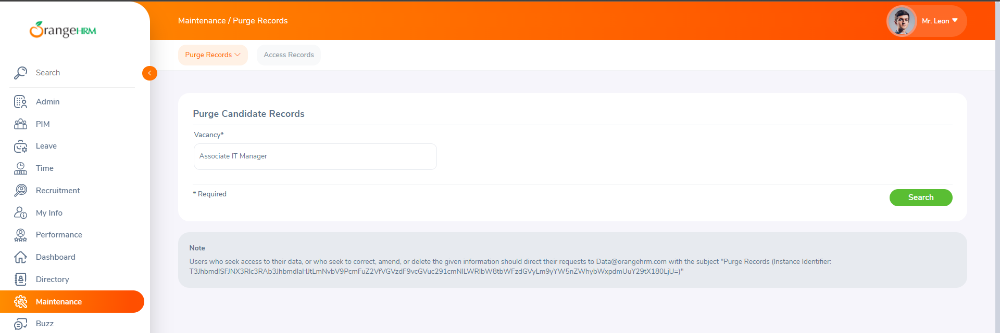 OrangeHRM
Maintenance / Purge Records
Mr. Leon
Purge Records
Access Records
Search
Admin
PIM
Leave
Time
Recruitment
My Info
Performance
Dashboard
Directory
Maintenance
Buzz
Purge Candidate Records
Vacancy*
Associate IT Manager
* Required
Search
Note
Users who seek access to their data, or who seek to correct, amend, or delete the given information should direct their requests to Data@orangehrm.com with the subject "Purge Records (Instance Identifier: